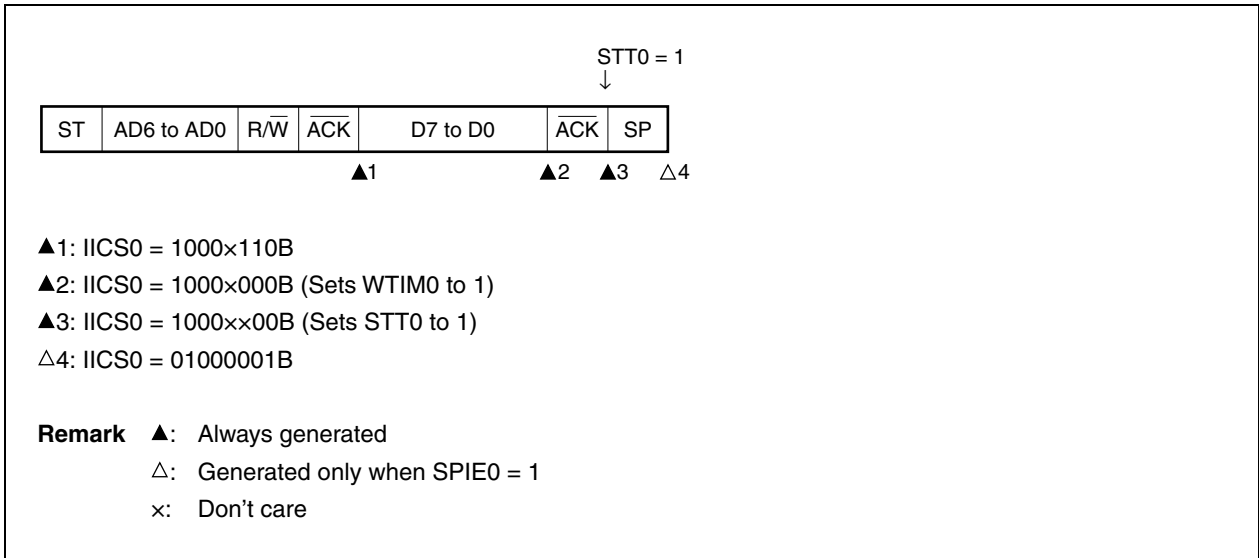 STT0 = 1
↓
ST AD6 to AD0 R/W̅ A̅C̅K̅ D7 to D0 A̅C̅K̅ SP
▲1 ▲2 ▲3 △4
▲1: IICS0 = 1000×110B
▲2: IICS0 = 1000×000B (Sets WTIM0 to 1)
▲3: IICS0 = 1000××00B (Sets STT0 to 1)
△4: IICS0 = 01000001B
Remark ▲: Always generated
△: Generated only when SPIE0 = 1
×: Don't care